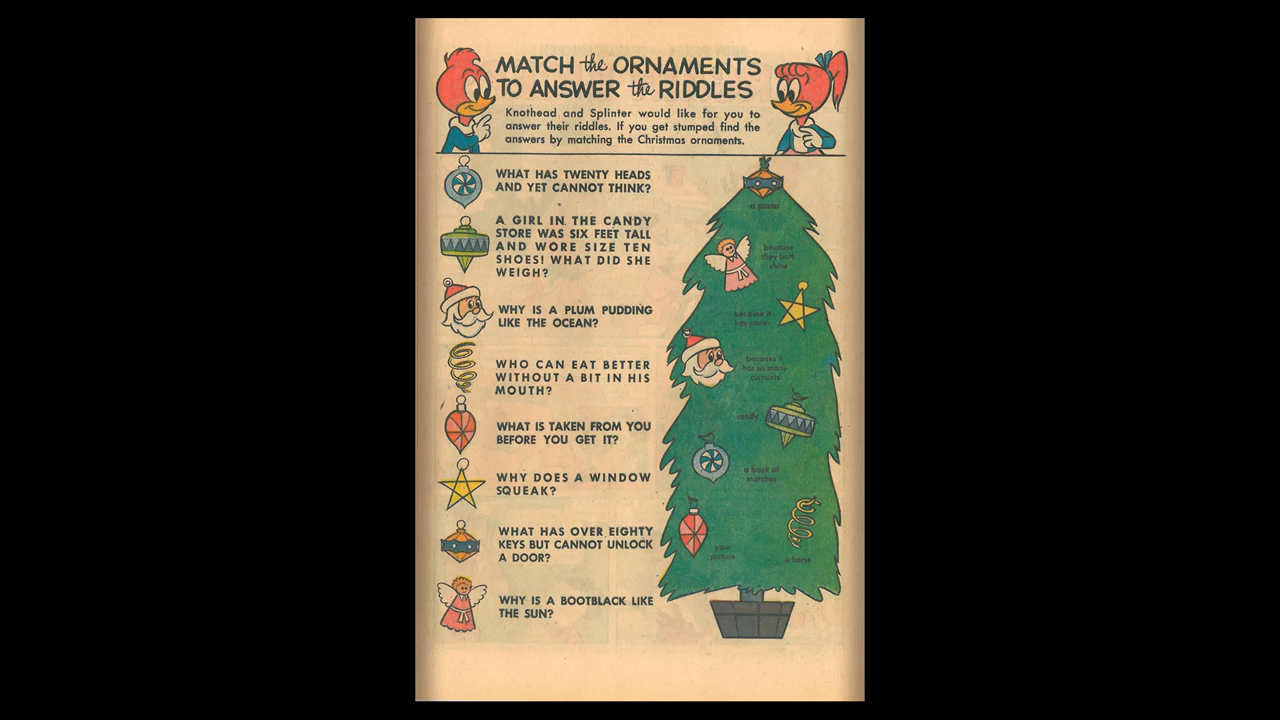 MATCH the ORNAMENTS
TO ANSWER the RIDDLES
Knothead and Splinter would like for you to
answer their riddles. If you get stumped find the
answers by matching the Christmas ornaments.
WHAT HAS TWENTY HEADS
AND YET CANNOT THINK?
A GIRL IN THE CANDY
STORE WAS SIX FEET TALL
AND WORE SIZE TEN
SHOES! WHAT DID SHE
WEIGH?
WHY IS A PLUM PUDDING
LIKE THE OCEAN?
WHO CAN EAT BETTER
WITHOUT A BIT IN HIS
MOUTH?
WHAT IS TAKEN FROM YOU
BEFORE YOU GET IT?
WHY DOES A WINDOW
SQUEAK?
WHAT HAS OVER EIGHTY
KEYS BUT CANNOT UNLOCK
A DOOR?
WHY IS A BOOTBLACK LIKE
THE SUN?
a piano
because
they both
shine
because it
has panes
because it
has so many
currants
candy
a book of
matches
your
picture
a horse